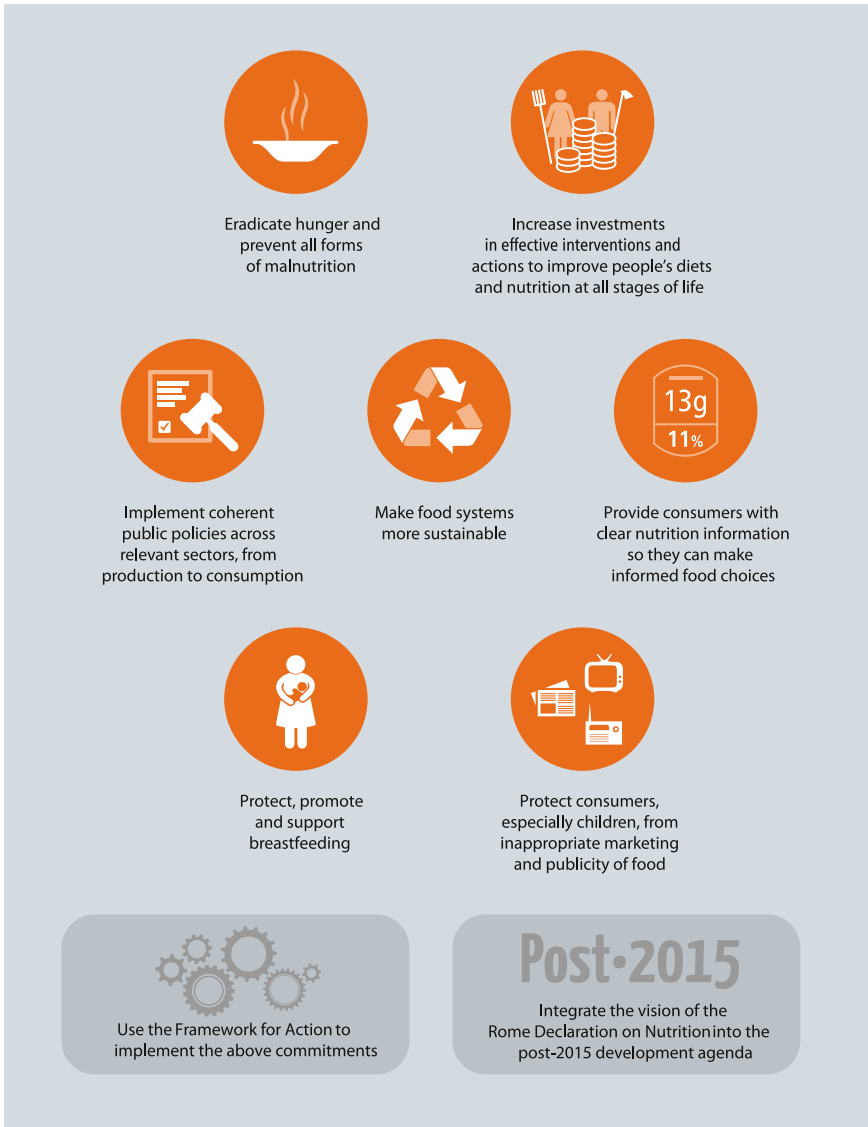 Eradicate hunger and
prevent all forms
of malnutrition
Increase investments
in effective interventions and
actions to improve people's diets
and nutrition at all stages of life
13g
11%
Implement coherent
public policies across
relevant sectors, from
production to consumption
Make food systems
more sustainable
Provide consumers with
clear nutrition information
so they can make
informed food choices
Protect, promote
and support
breastfeeding
Protect consumers,
especially children, from
inappropriate marketing
and publicity of food
Use the Framework for Action to
implement the above commitments
Post•2015
Integrate the vision of the
Rome Declaration on Nutrition into the
post-2015 development agenda